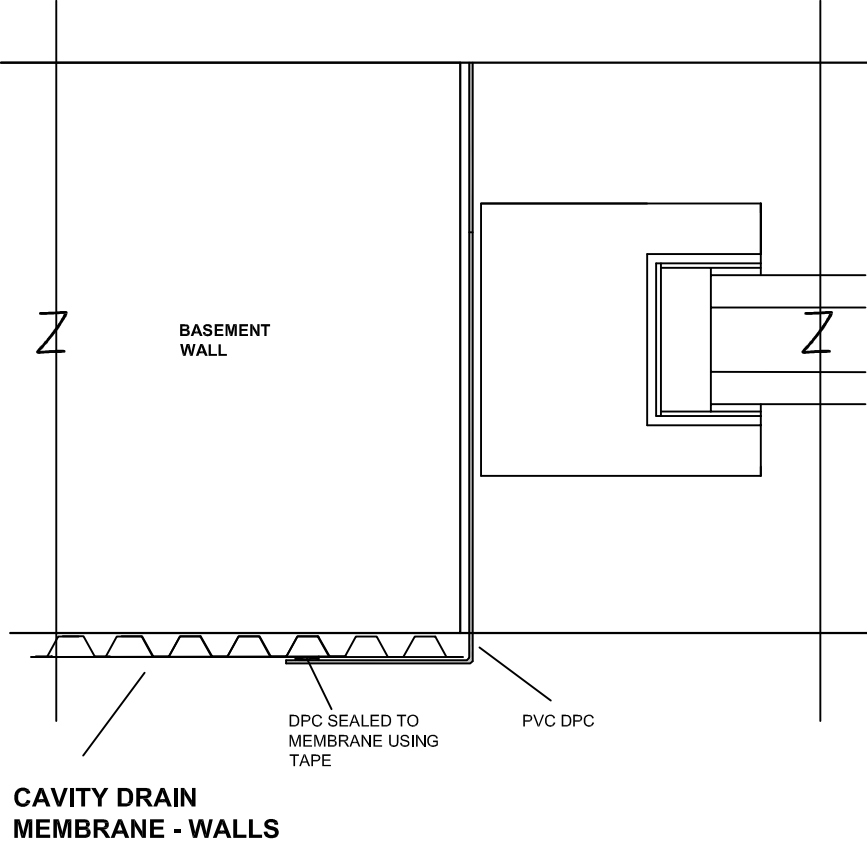 BASEMENT
WALL
DPC SEALED TO
MEMBRANE USING
TAPE
PVC DPC
CAVITY DRAIN
MEMBRANE - WALLS